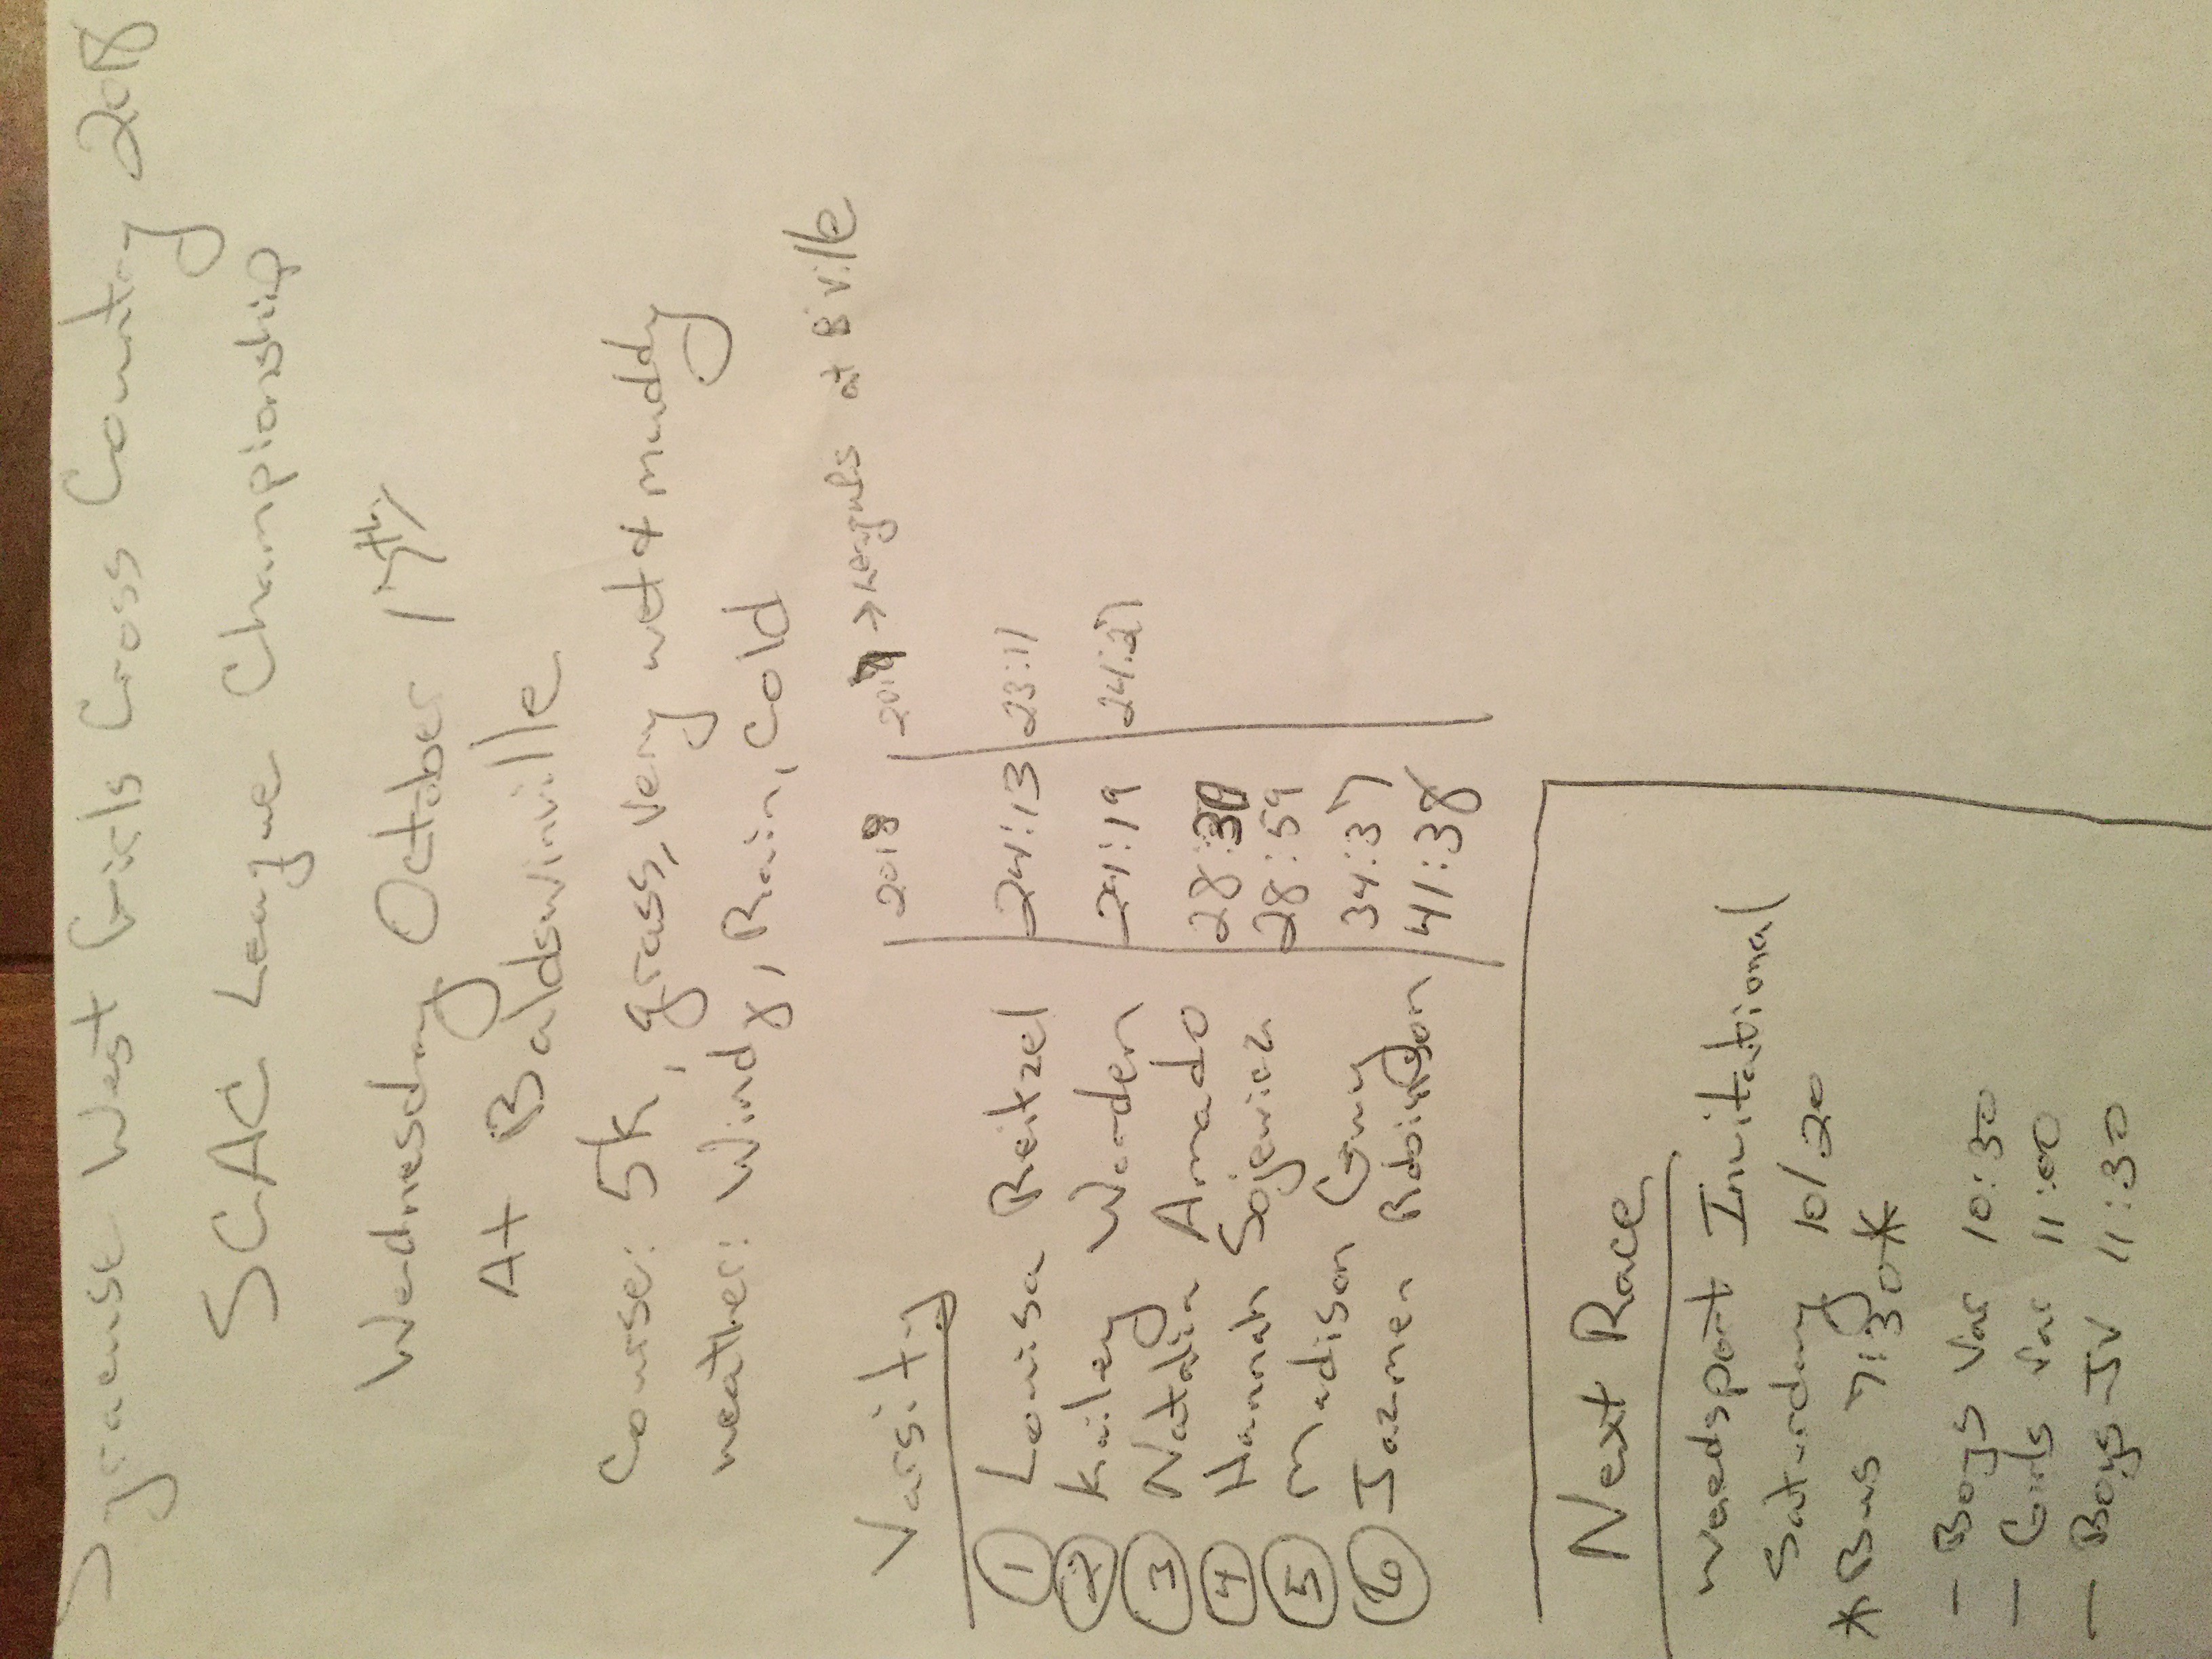 Syracuse West Girls Cross Country 2018
SCAC League Championship
Wednesday October 17th
At Baldswinville
Course: 5K, grass, very wet & muddy
weather: Windy, Rain, Cold
Varsity 2018 2017 → Leagues at B'ville
1 Louisa Reitzel 24:13 23:11
2 Kailey Worden 24:19 24:27
3 Natalia Amado 28:30
4 Hannah Sojewicz 28:59
5 Madison Guy 34:37
6 Jazmen Robinson 41:38
Next Race
Weedsport Invitational
Saturday 10/20
* Bus 7:30 *
- Boys Var 10:30
- Girls Var 11:00
- Boys JV 11:30